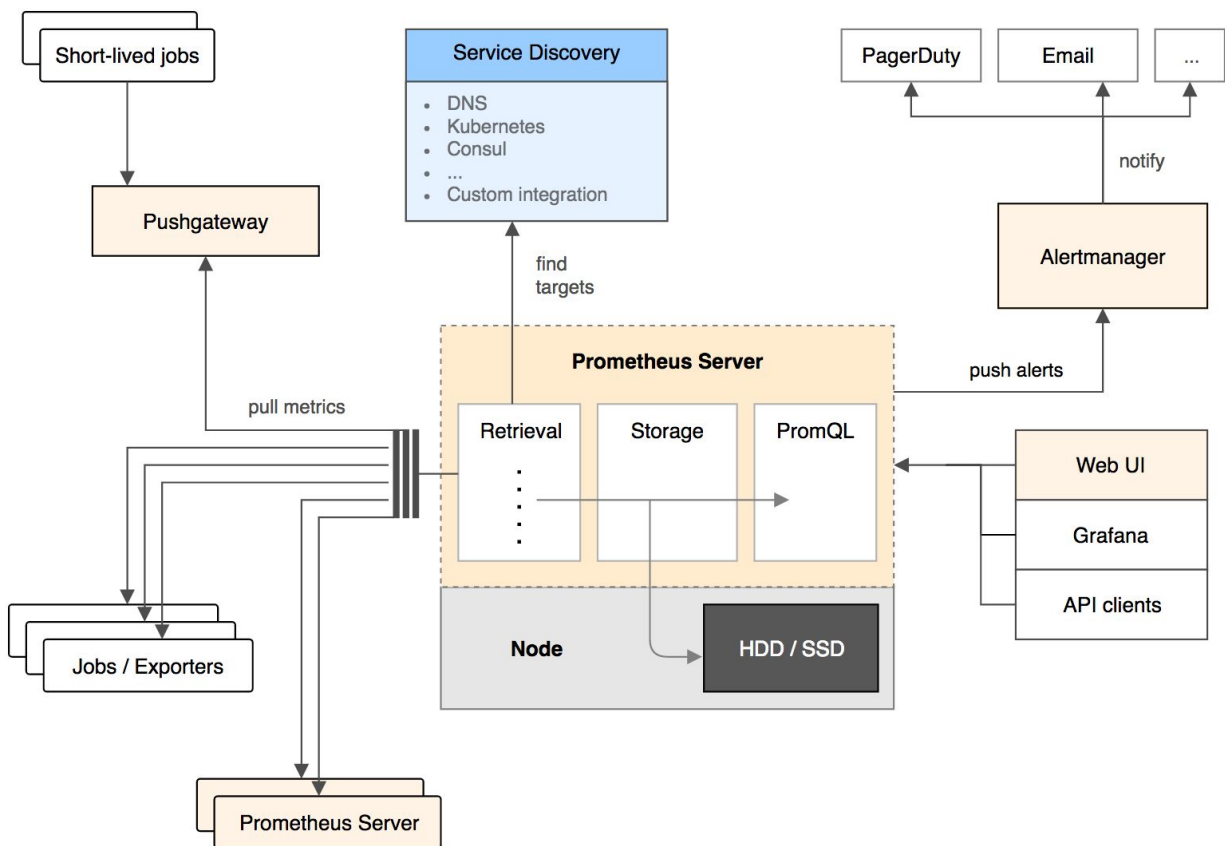 Short-lived jobs
Service Discovery
PagerDuty
Email
...
• DNS
• Kubernetes
• Consul
• ...
• Custom integration
notify
Pushgateway
Alertmanager
find
targets
Prometheus Server
push alerts
pull metrics
Retrieval
Storage
PromQL
Web UI
Grafana
API clients
Node
HDD / SSD
Jobs / Exporters
Prometheus Server